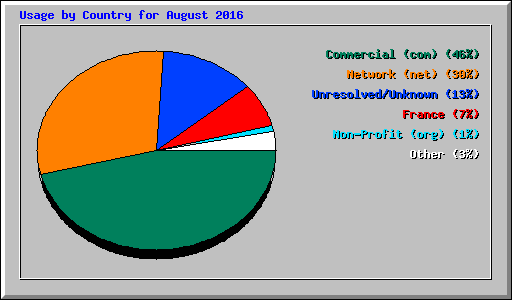 Usage by Country for August 2016
Commercial (com) (46%)
Network (net) (30%)
Unresolved/Unknown (13%)
France (7%)
Non-Profit (org) (1%)
Other (3%)